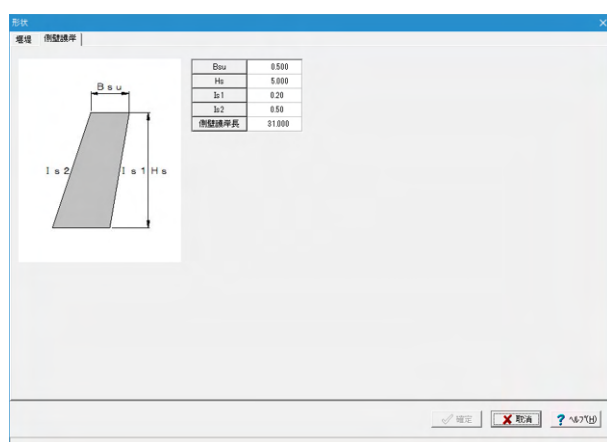 形状
堰堤 側壁護岸
Bsu 0.500
Hs 5.000
Is1 0.20
Is2 0.50
側壁護岸長 31.000
Bsu
Is2 Is1 Hs
確定 取消 ? ヘルプ(H)